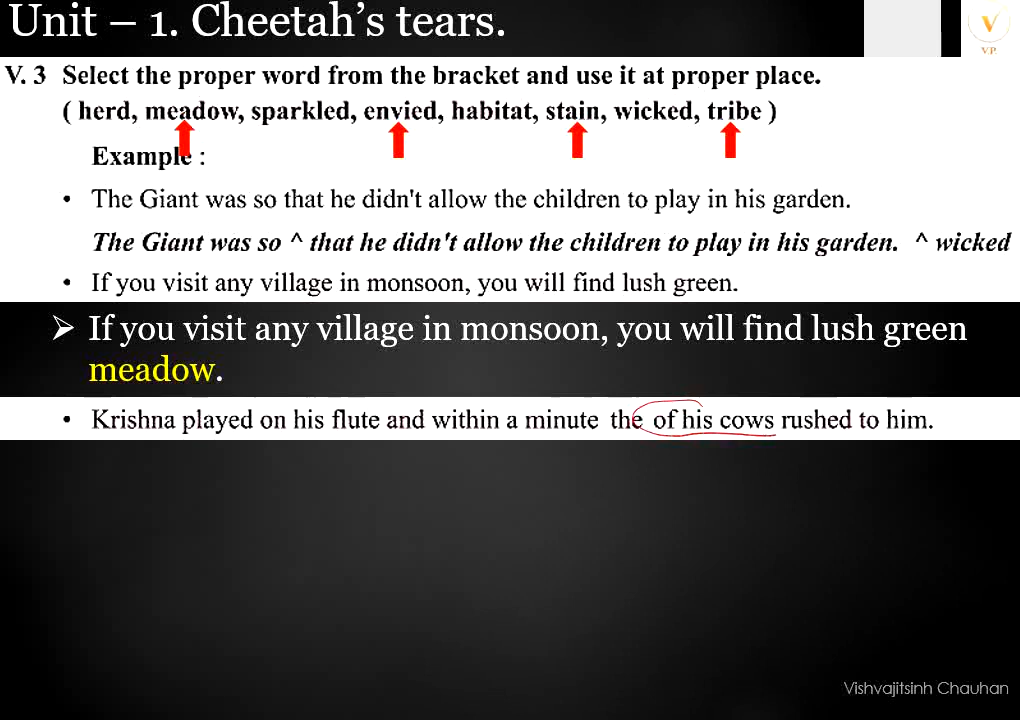 Unit – 1. Cheetah's tears.
V
V.P.
V. 3 Select the proper word from the bracket and use it at proper place.
( herd, meadow, sparkled, envied, habitat, stain, wicked, tribe )
Example :
• The Giant was so that he didn't allow the children to play in his garden.
The Giant was so ^ that he didn't allow the children to play in his garden. ^ wicked
• If you visit any village in monsoon, you will find lush green.
➢ If you visit any village in monsoon, you will find lush green
meadow.
• Krishna played on his flute and within a minute the of his cows rushed to him.
Vishvajitsinh Chauhan